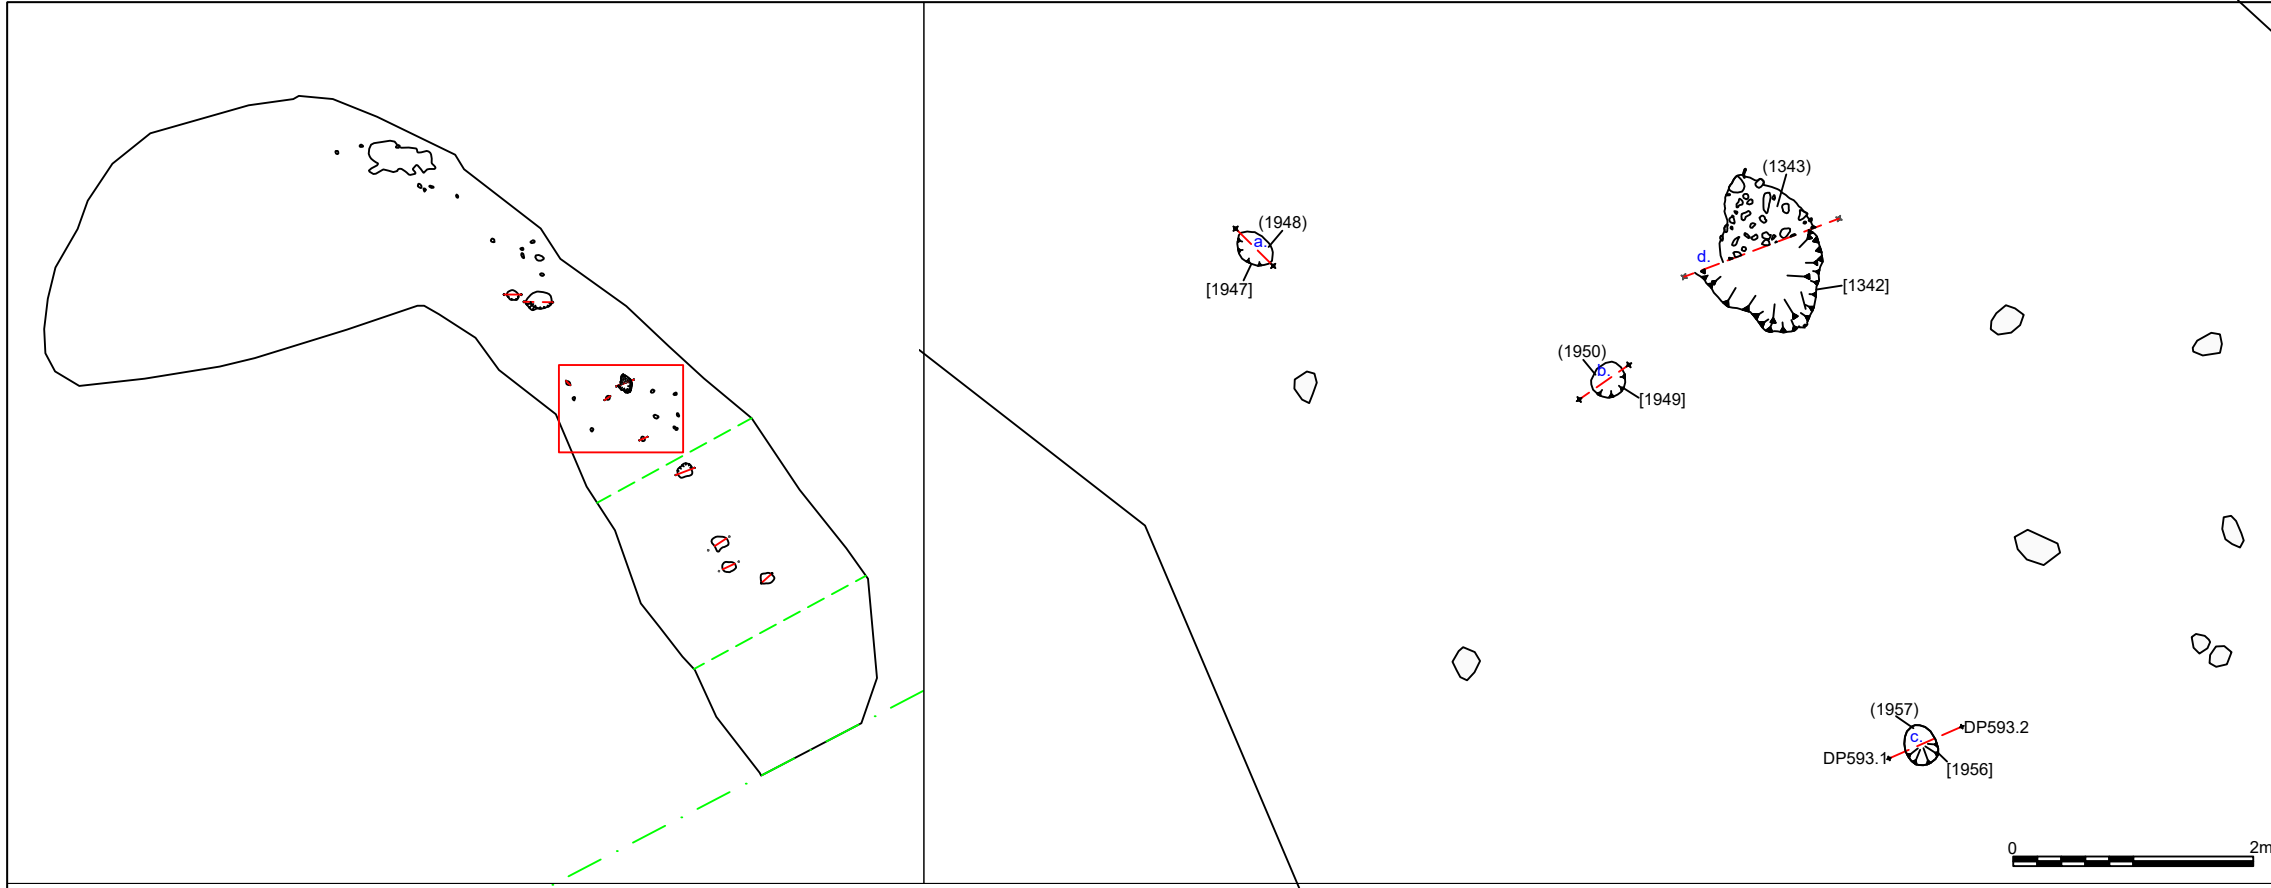 (1343)
(1948)
a.
d.
[1947]
[1342]
(1950)
b.
[1949]
(1957)
DP593.2
c.
DP593.1
[1956]
0 2m